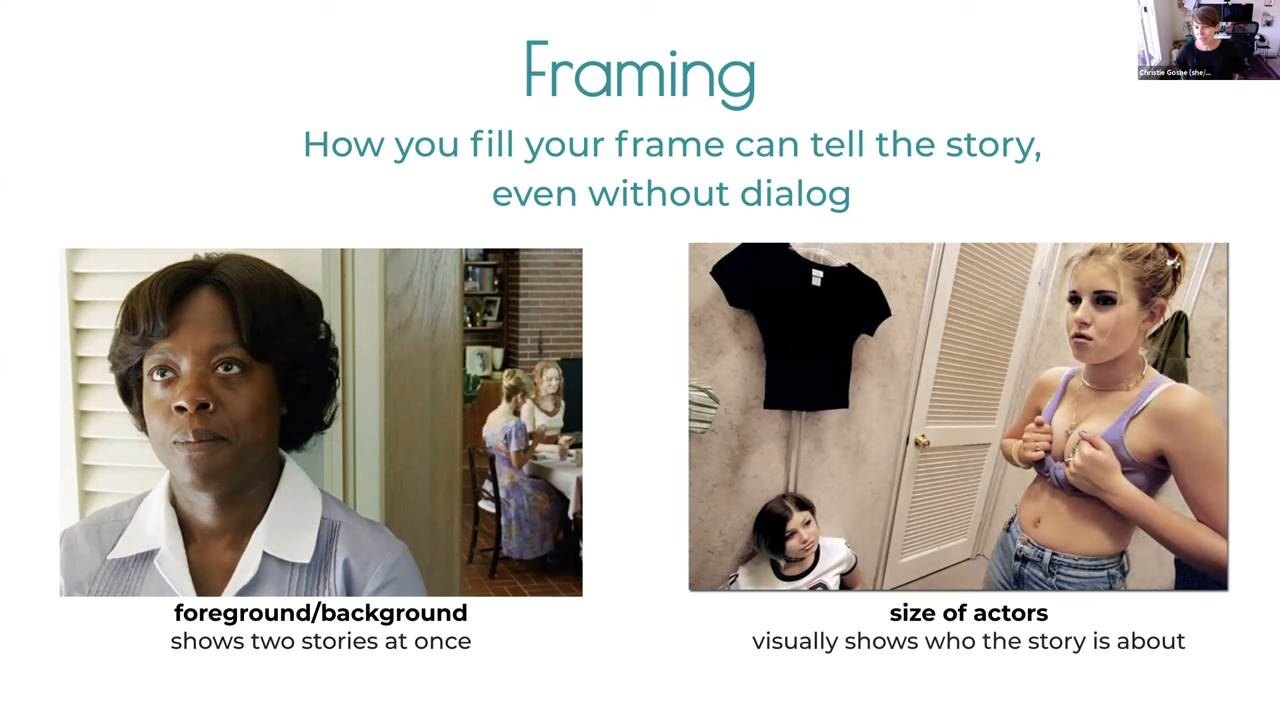 Framing
How you fill your frame can tell the story,
even without dialog
Christie Goshe (she/...
foreground/background
shows two stories at once
size of actors
visually shows who the story is about